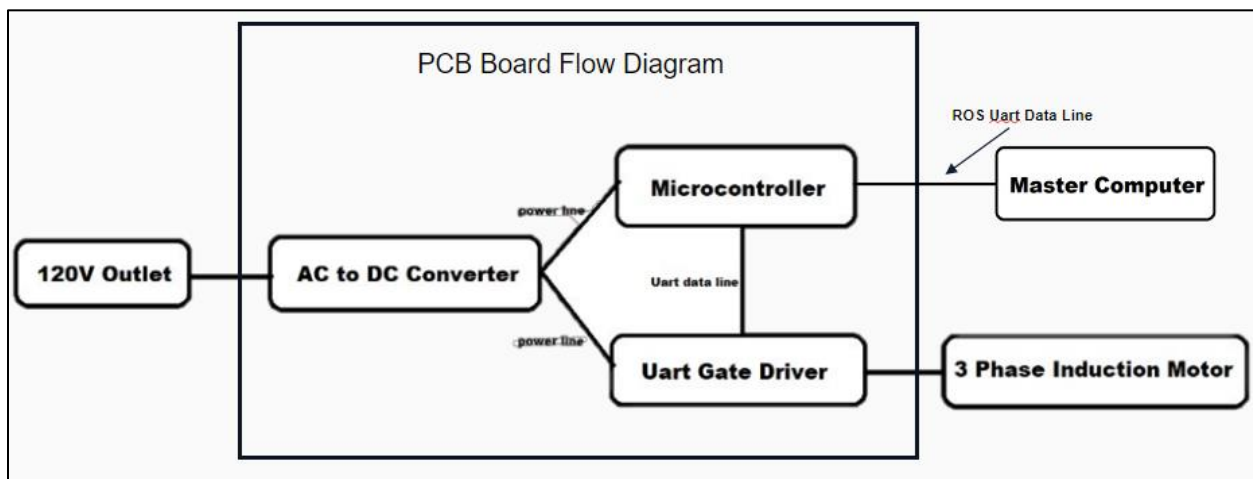 PCB Board Flow Diagram
ROS Uart Data Line
Microcontroller
Master Computer
power line
120V Outlet
AC to DC Converter
Uart data line
power line
Uart Gate Driver
3 Phase Induction Motor